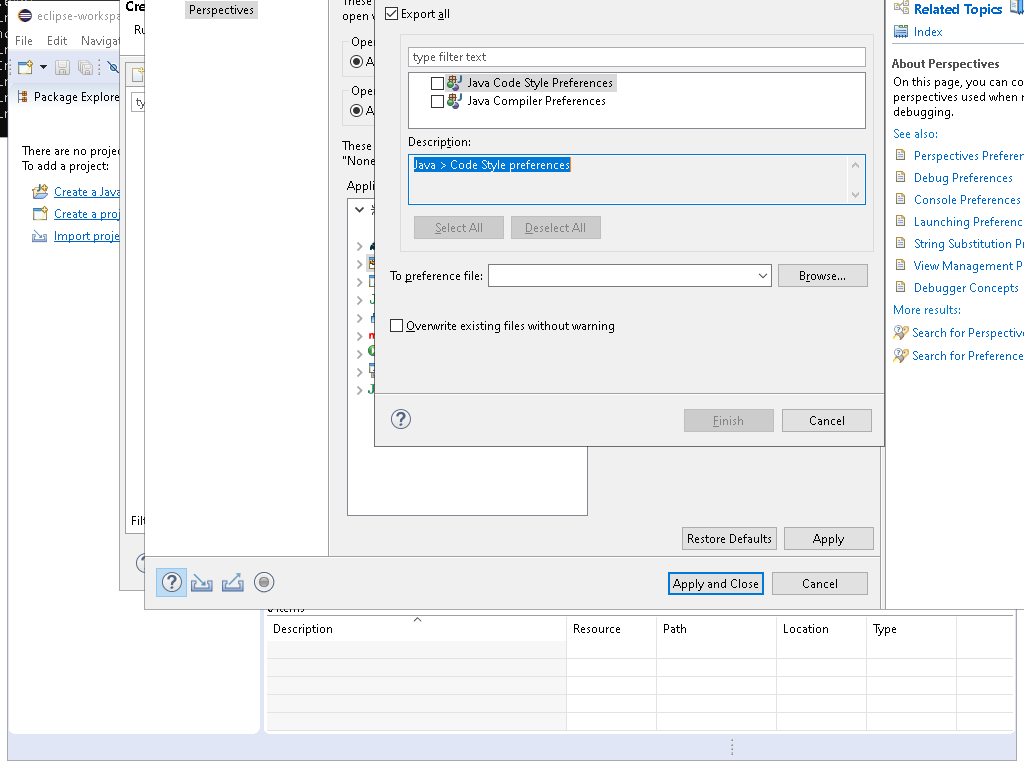 eclipse-workspa
File Edit Navigat
Package Explore
There are no projec
To add a project:
Create a Java
Create a proj
Import proje
Cre
Ru
ty
Filt
Perspectives
These
open v
Oper
A
Oper
A
These
"None
Appli
Export all
type filter text
Java Code Style Preferences
Java Compiler Preferences
Description:
Java > Code Style preferences
Select All Deselect All
To preference file: Browse...
Overwrite existing files without warning
Finish Cancel
Restore Defaults Apply
Apply and Close Cancel
Related Topics
Index
About Perspectives
On this page, you can co
perspectives used when r
debugging.
See also:
Perspectives Preferen
Debug Preferences
Console Preferences
Launching Preferenc
String Substitution Pr
View Management P
Debugger Concepts
More results:
Search for Perspectiv
Search for Preference
Description Resource Path Location Type